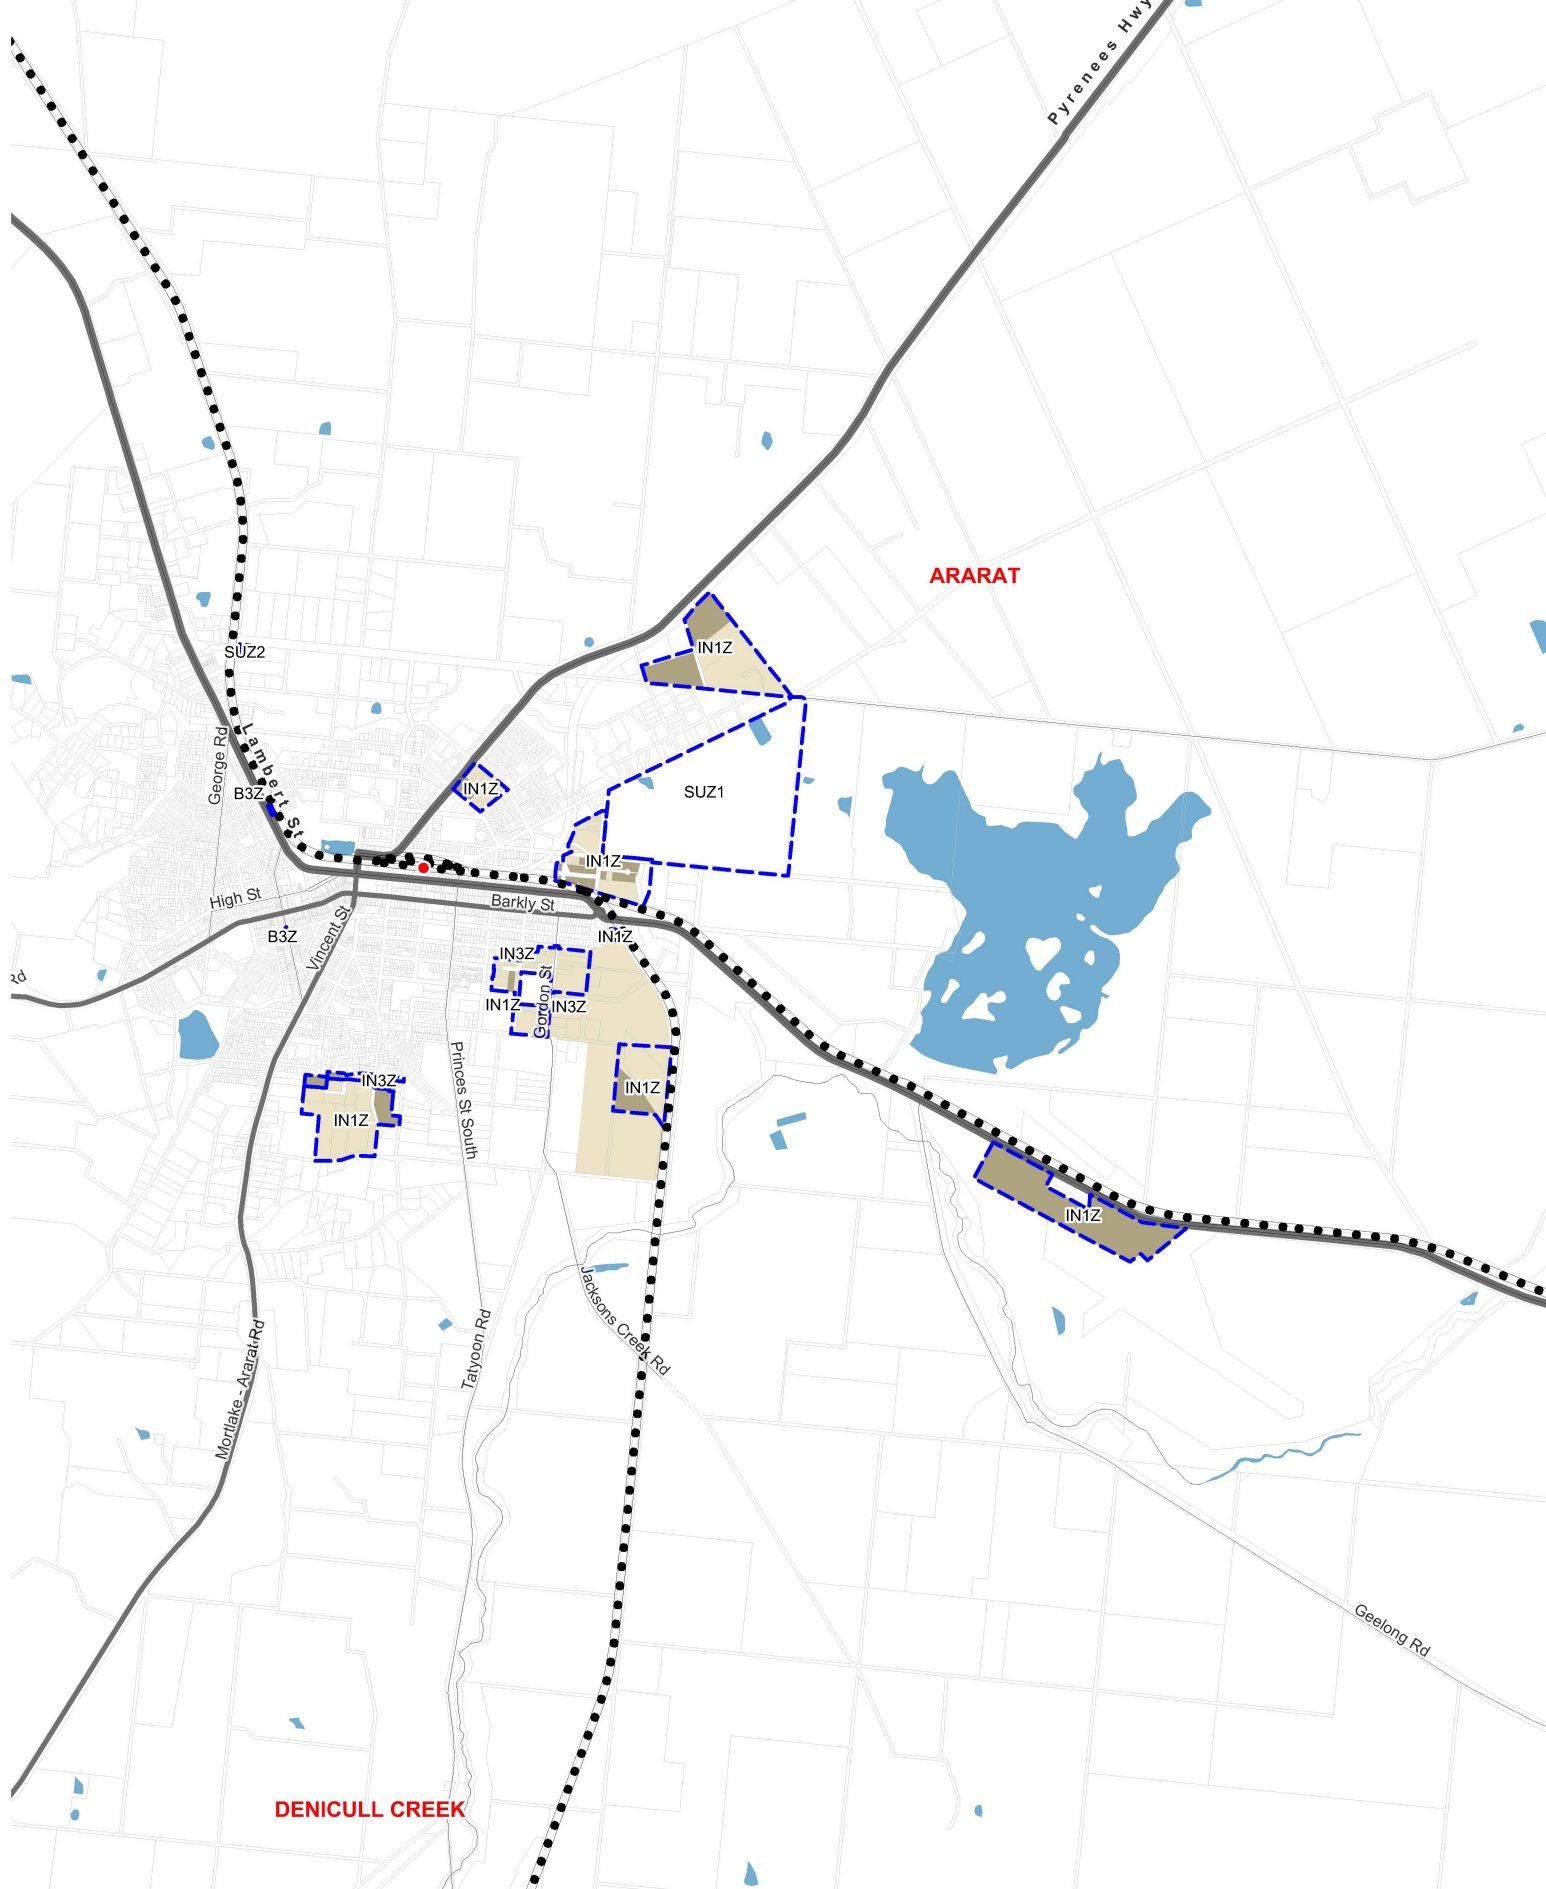 Pyrenees Hwy
ARARAT
IN1Z
SUZ2
Lambert St
George Rd
B3Z
IN1Z
SUZ1
IN1Z
High St
Barkly St
Vincent St
B3Z
IN1Z
IN3Z
Rd
Gordon St
IN1Z
IN3Z
Princes St South
IN3Z
IN1Z
IN1Z
IN1Z
Jacksons Creek Rd
Tatyoon Rd
Mortlake - Ararat Rd
Geelong Rd
DENICULL CREEK